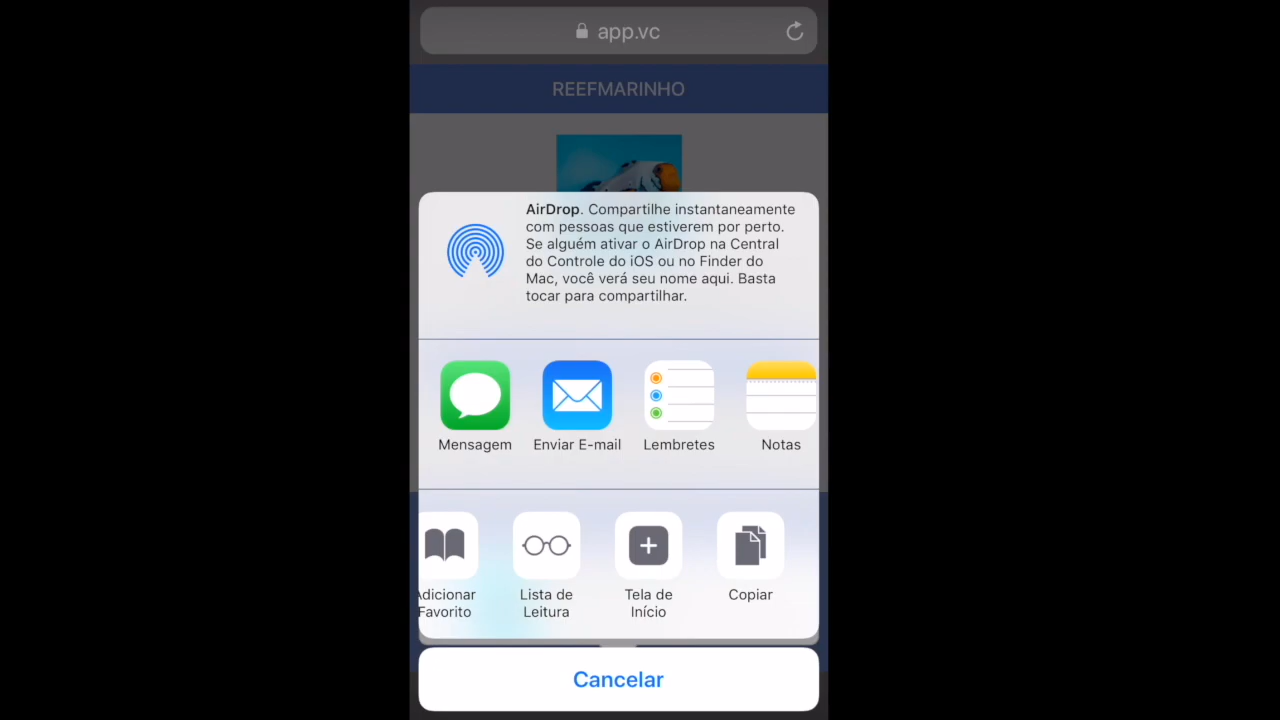 app.vc
REEFMARINHO
AirDrop. Compartilhe instantaneamente
com pessoas que estiverem por perto.
Se alguém ativar o AirDrop na Central
do Controle do iOS ou no Finder do
Mac, você verá seu nome aqui. Basta
tocar para compartilhar.
Mensagem
Enviar E-mail
Lembretes
Notas
Adicionar
Favorito
Lista de
Leitura
Tela de
Início
Copiar
Cancelar